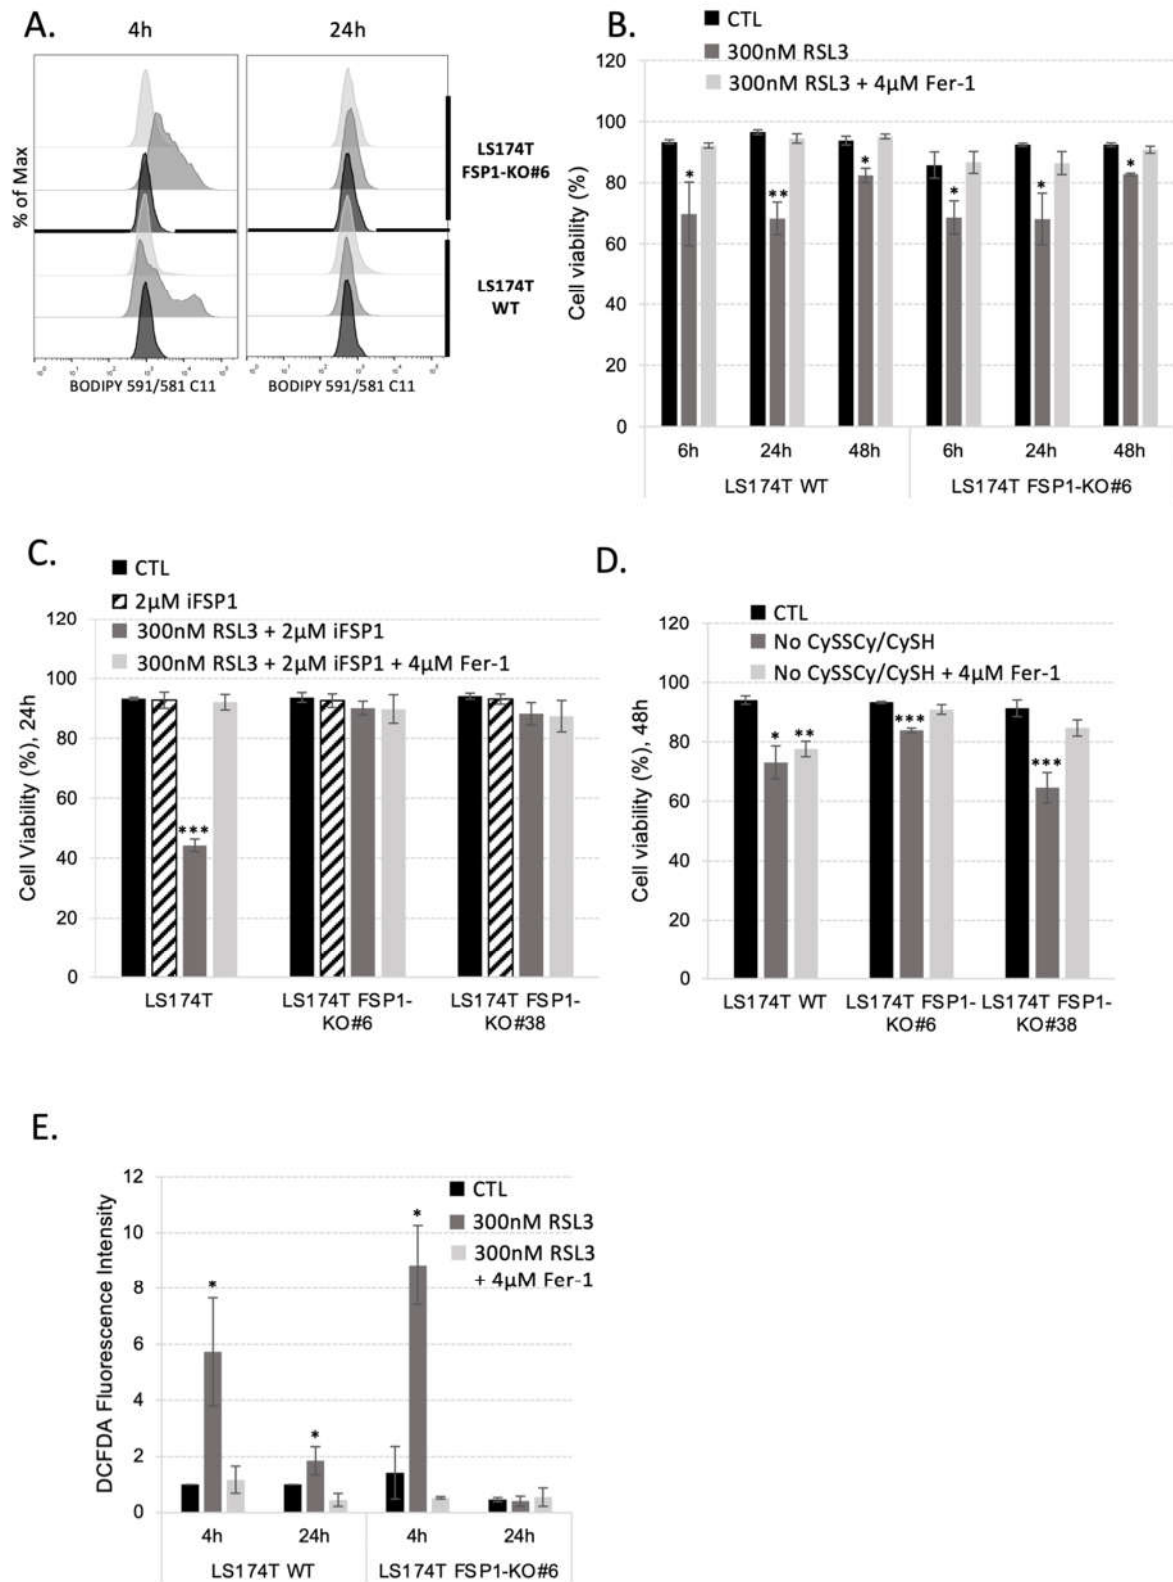 A.
4h
24h
% of Max
LS174T
FSP1-KO#6
LS174T
WT
BODIPY 591/581 C11
BODIPY 591/581 C11
B.
CTL
300nM RSL3
300nM RSL3 + 4µM Fer-1
Cell viability (%)
120
100
80
60
40
20
0
* ** * * * *
6h 24h 48h 6h 24h 48h
LS174T WT LS174T FSP1-KO#6
C.
CTL
2µM iFSP1
300nM RSL3 + 2µM iFSP1
300nM RSL3 + 2µM iFSP1 + 4µM Fer-1
Cell Viability (%), 24h
120
100
80
60
40
20
0
***
LS174T LS174T FSP1- LS174T FSP1-
KO#6 KO#38
D.
CTL
No CySSCy/CySH
No CySSCy/CySH + 4µM Fer-1
Cell viability (%), 48h
120
100
80
60
40
20
0
* ** *** ***
LS174T WT LS174T FSP1- LS174T FSP1-
KO#6 KO#38
E.
CTL
300nM RSL3
300nM RSL3
+ 4µM Fer-1
DCFDA Fluorescence Intensity
12
10
8
6
4
2
0
* * *
4h 24h 4h 24h
LS174T WT LS174T FSP1-KO#6